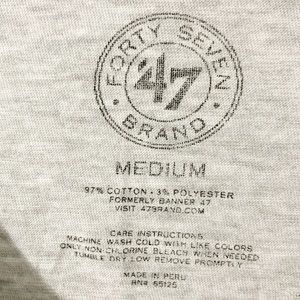 FORTY SEVEN
'47
BRAND
MEDIUM
97% COTTON - 3% POLYESTER
FORMERLY BANNER 47
VISIT 47BRAND.COM
CARE INSTRUCTIONS
MACHINE WASH COLD WITH LIKE COLORS
ONLY NON-CHLORINE BLEACH WHEN NEEDED
TUMBLE DRY LOW REMOVE PROMPTLY
MADE IN PERU
RN# 65125